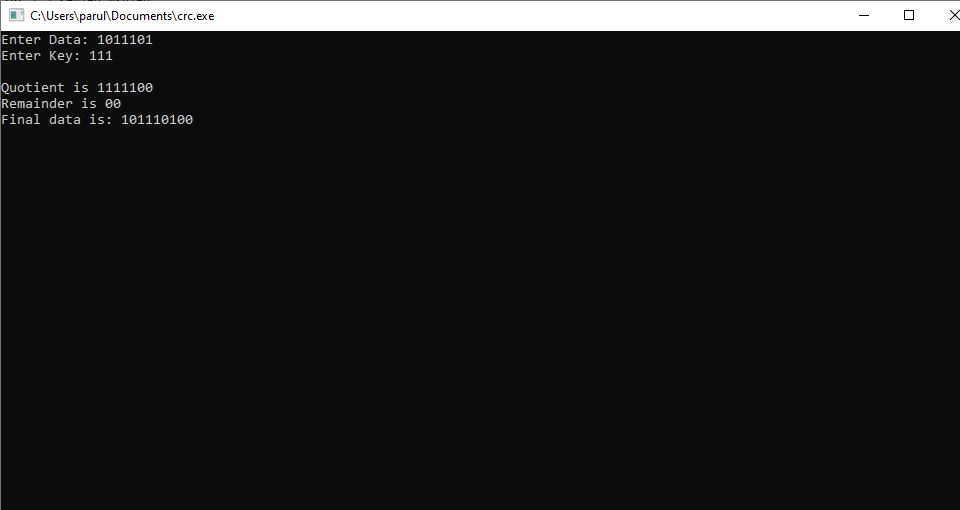 C:\Users\parul\Documents\crc.exe
Enter Data: 1011101
Enter Key: 111
Quotient is 1111100
Remainder is 00
Final data is: 101110100